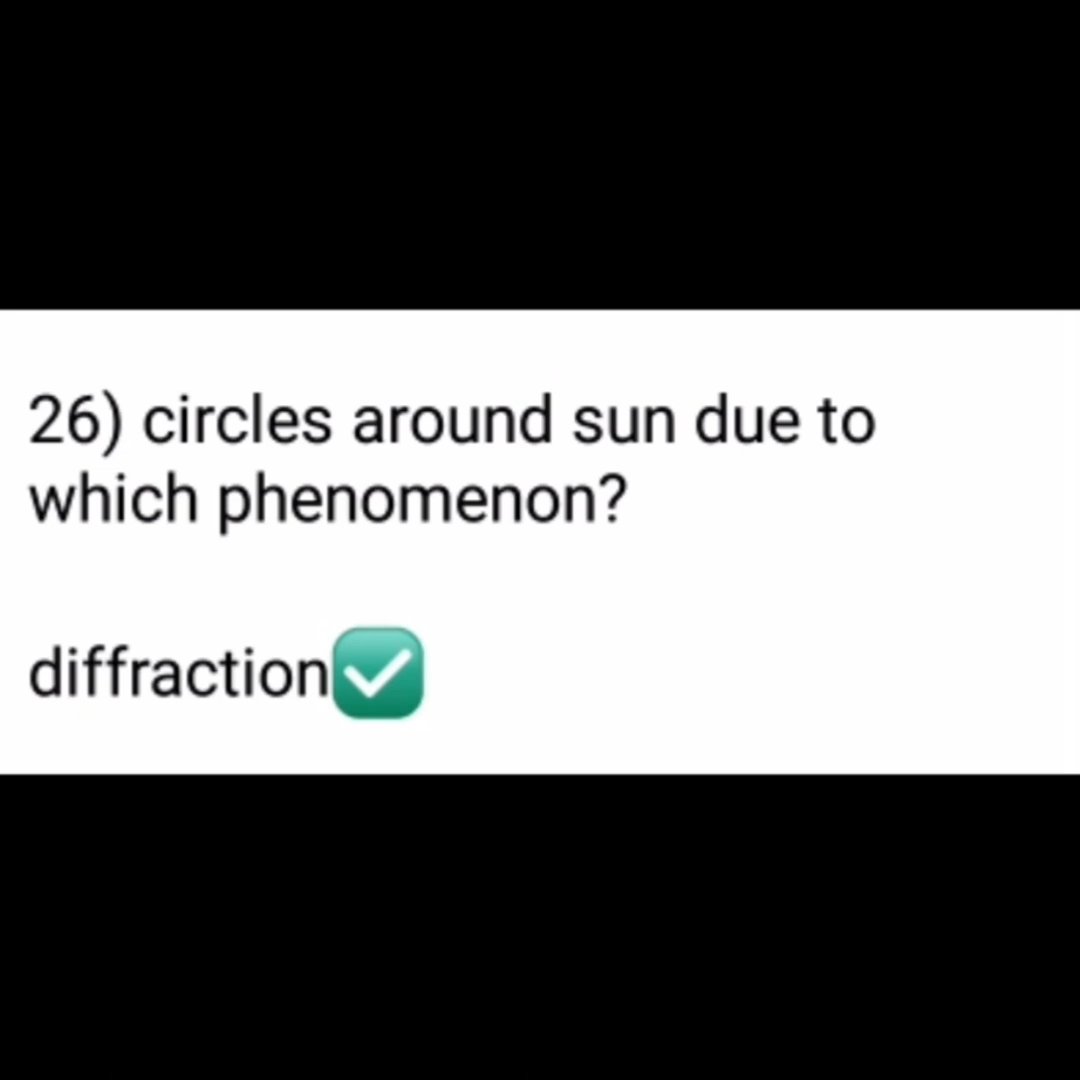 26) circles around sun due to
which phenomenon?
diffraction✅